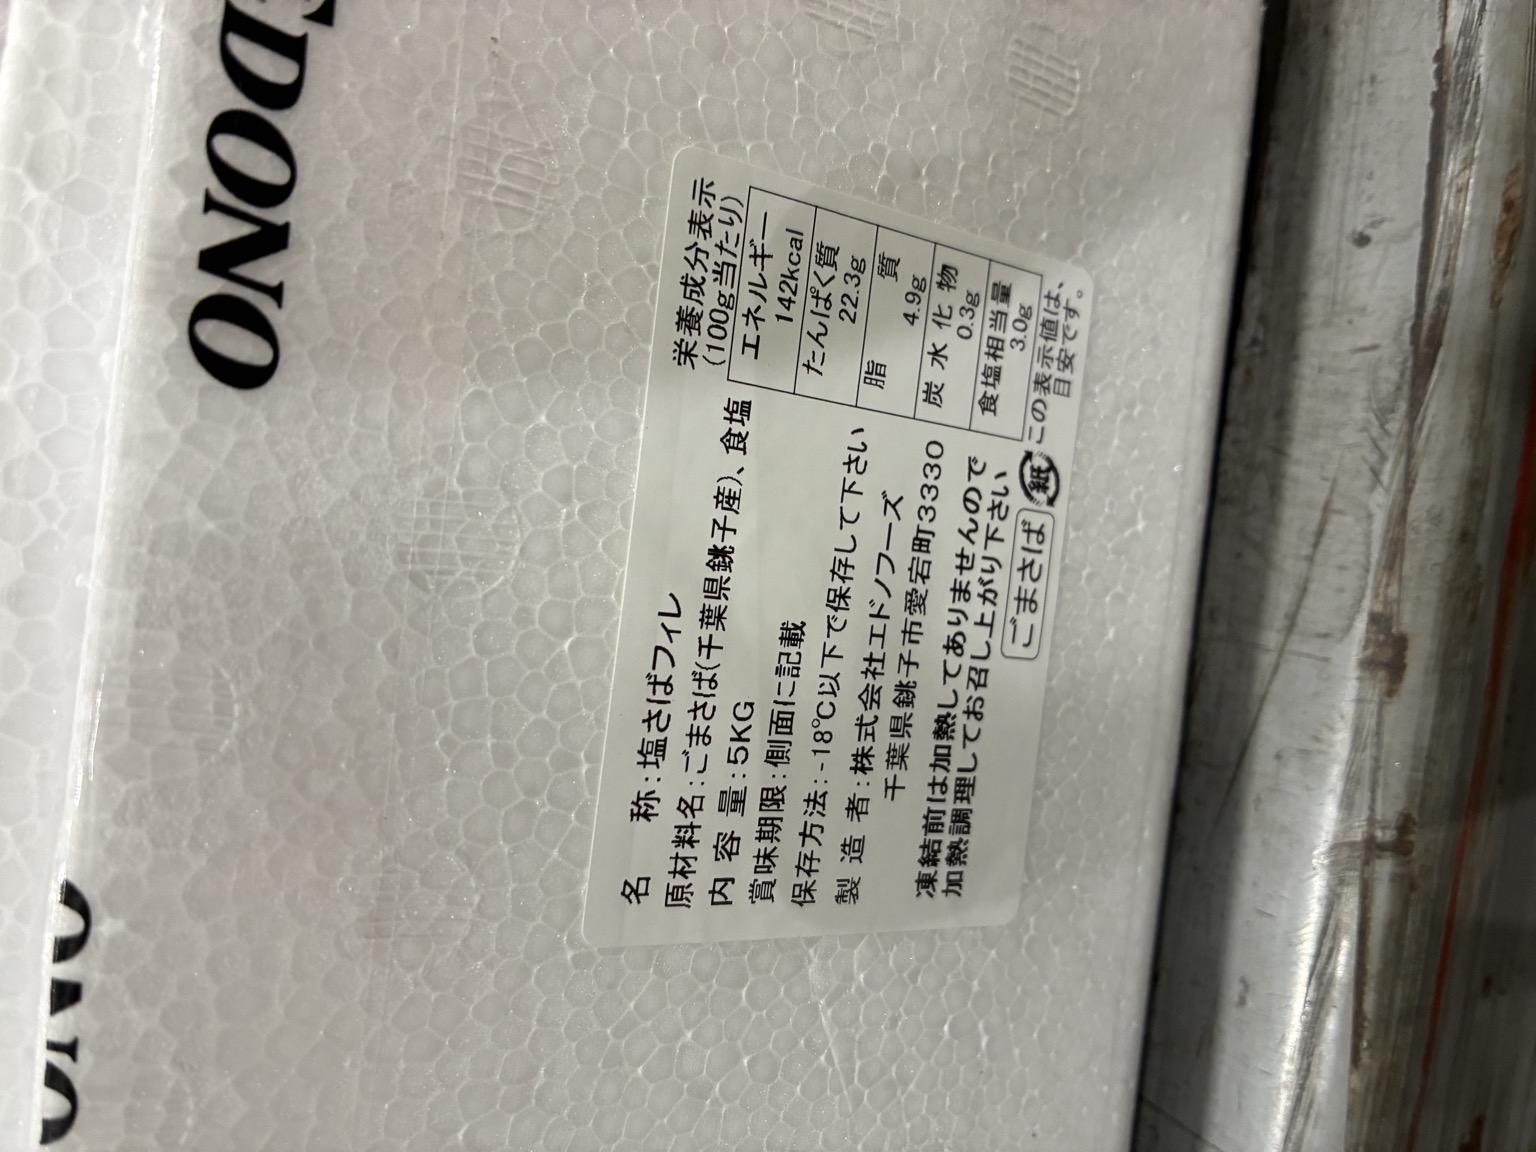 EDONO
ONO
名称:塩さばフィレ
原材料名:ごまさば(千葉県銚子産)、食塩
内容量:5KG
賞味期限:側面に記載
保存方法:-18℃以下で保存して下さい
製造者:株式会社エドノフーズ
千葉県銚子市愛宕町3330
凍結前は加熱してありませんので
加熱調理してお召し上がり下さい
ごまさば
紙
栄養成分表示
(100g当たり)
エネルギー
142kcal
たんぱく質
22.3g
脂質
4.9g
炭水化物
0.3g
食塩相当量
3.0g
この表示値は、
目安です。